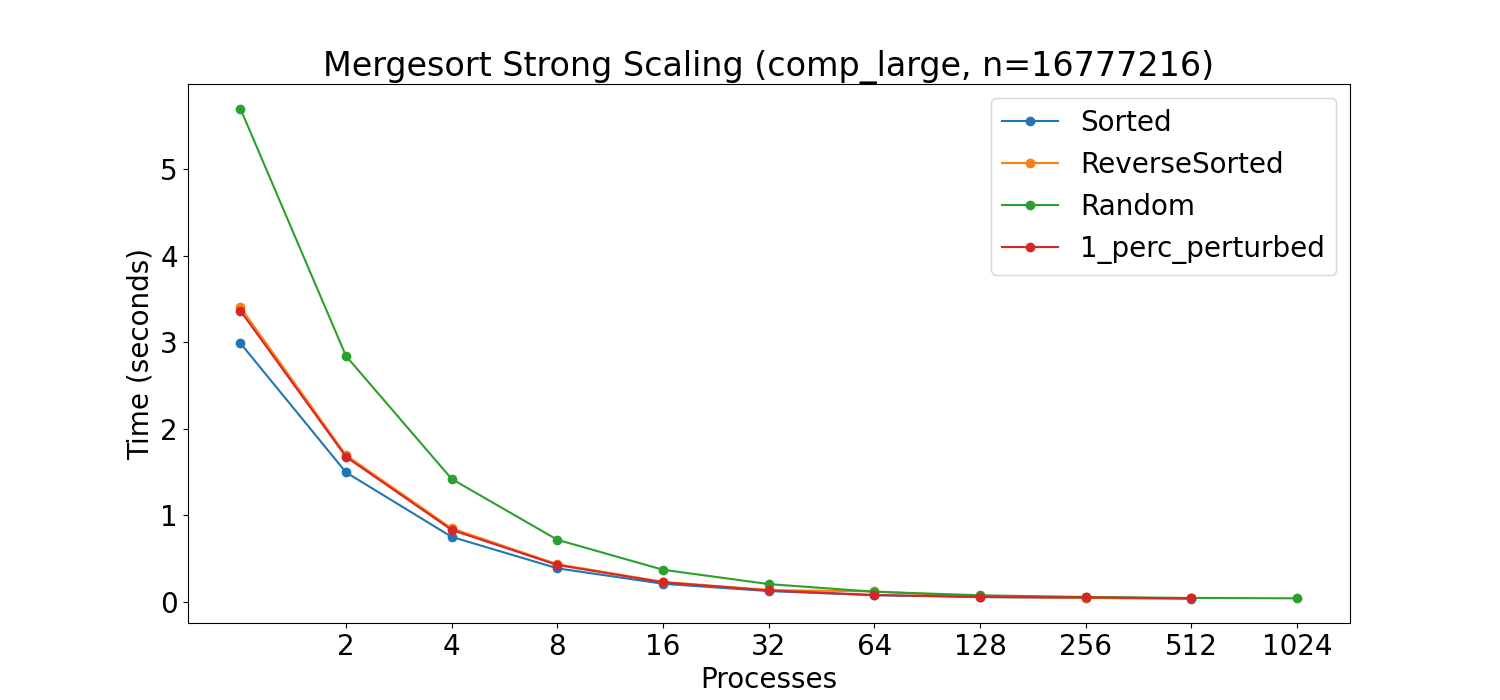 Mergesort Strong Scaling (comp_large, n=16777216)
Sorted
ReverseSorted
Random
1_perc_perturbed
Time (seconds)
5
4
3
2
1
0
2 4 8 16 32 64 128 256 512 1024
Processes